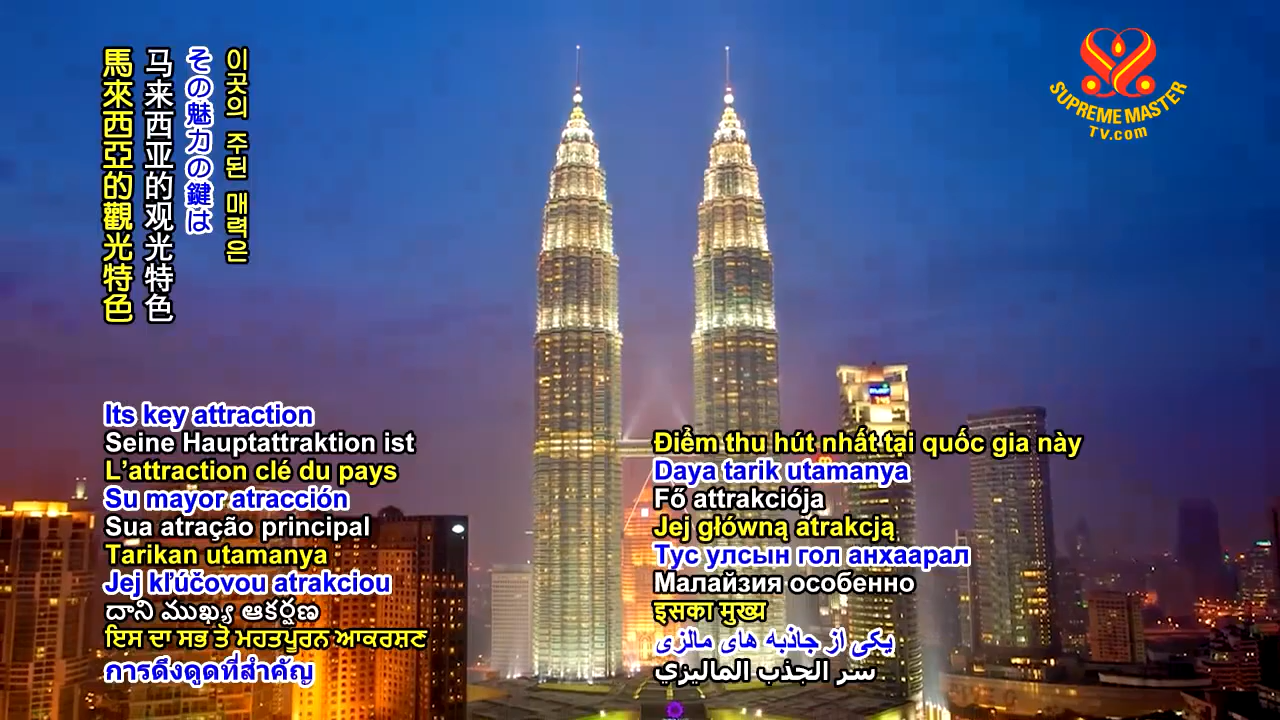 馬來西亞的觀光特色
马来西亚的观光特色
その魅力の鍵は
이곳의 주된 매력은
SUPREME MASTER
TV.com
Its key attraction
Seine Hauptattraktion ist
L'attraction clé du pays
Su mayor atracción
Sua atração principal
Tarikan utamanya
Jej kľúčovou atrakciou
దాని ముఖ్య ఆకర్షణ
ਇਸ ਦਾ ਸਭ ਤੋ ਮਹਤਪੂਰਨ ਆਕਰਸ਼ਣ
การดึงดูดที่สำคัญ
Điểm thu hút nhất tại quốc gia này
Daya tarik utamanya
Fő attrakciója
Jej główną atrakcją
Тус улсын гол анхаарал
Малайзия особенно
इसका मुख्य
یکی از جاذبه های مالزی
سر الجذب الماليزي